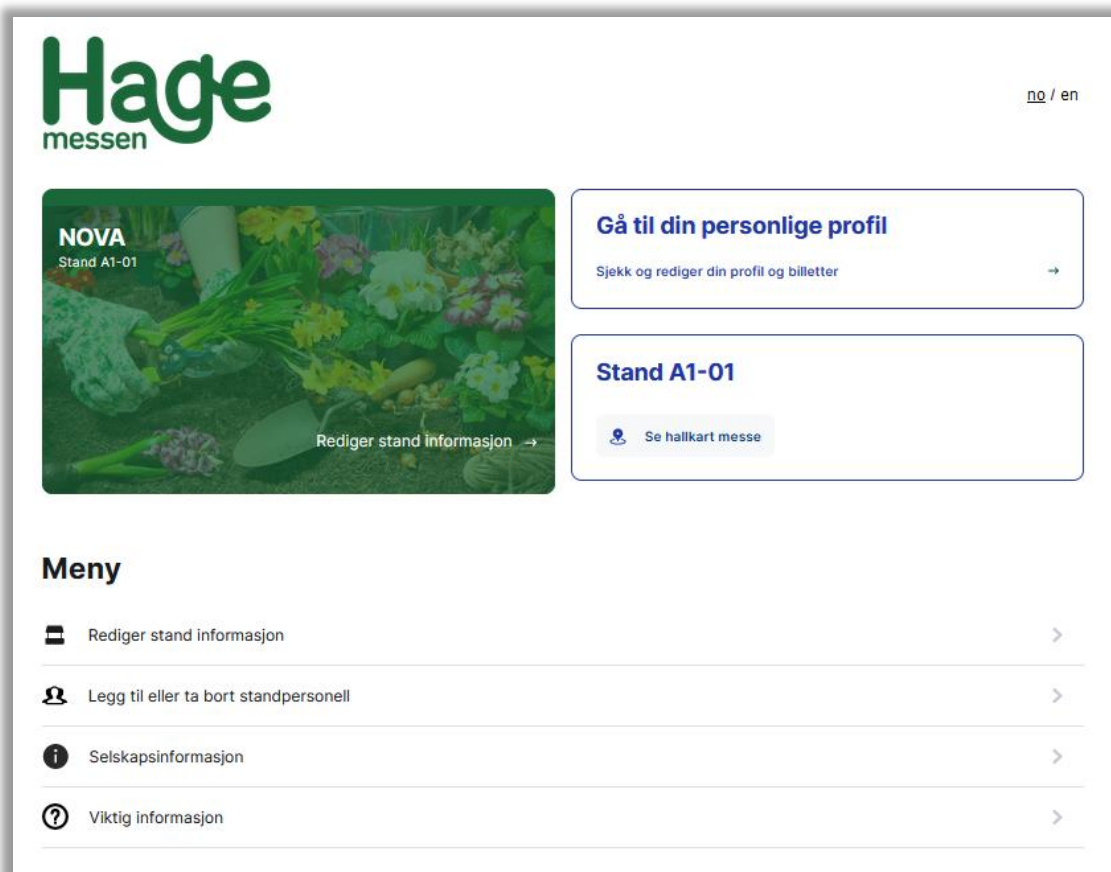 Hage
messen
no / en
NOVA
Stand A1-01
Rediger stand informasjon →
Gå til din personlige profil
Sjekk og rediger din profil og billetter →
Stand A1-01
Se hallkart messe
Meny
Rediger stand informasjon
Legg til eller ta bort standpersonell
Selskapsinformasjon
Viktig informasjon